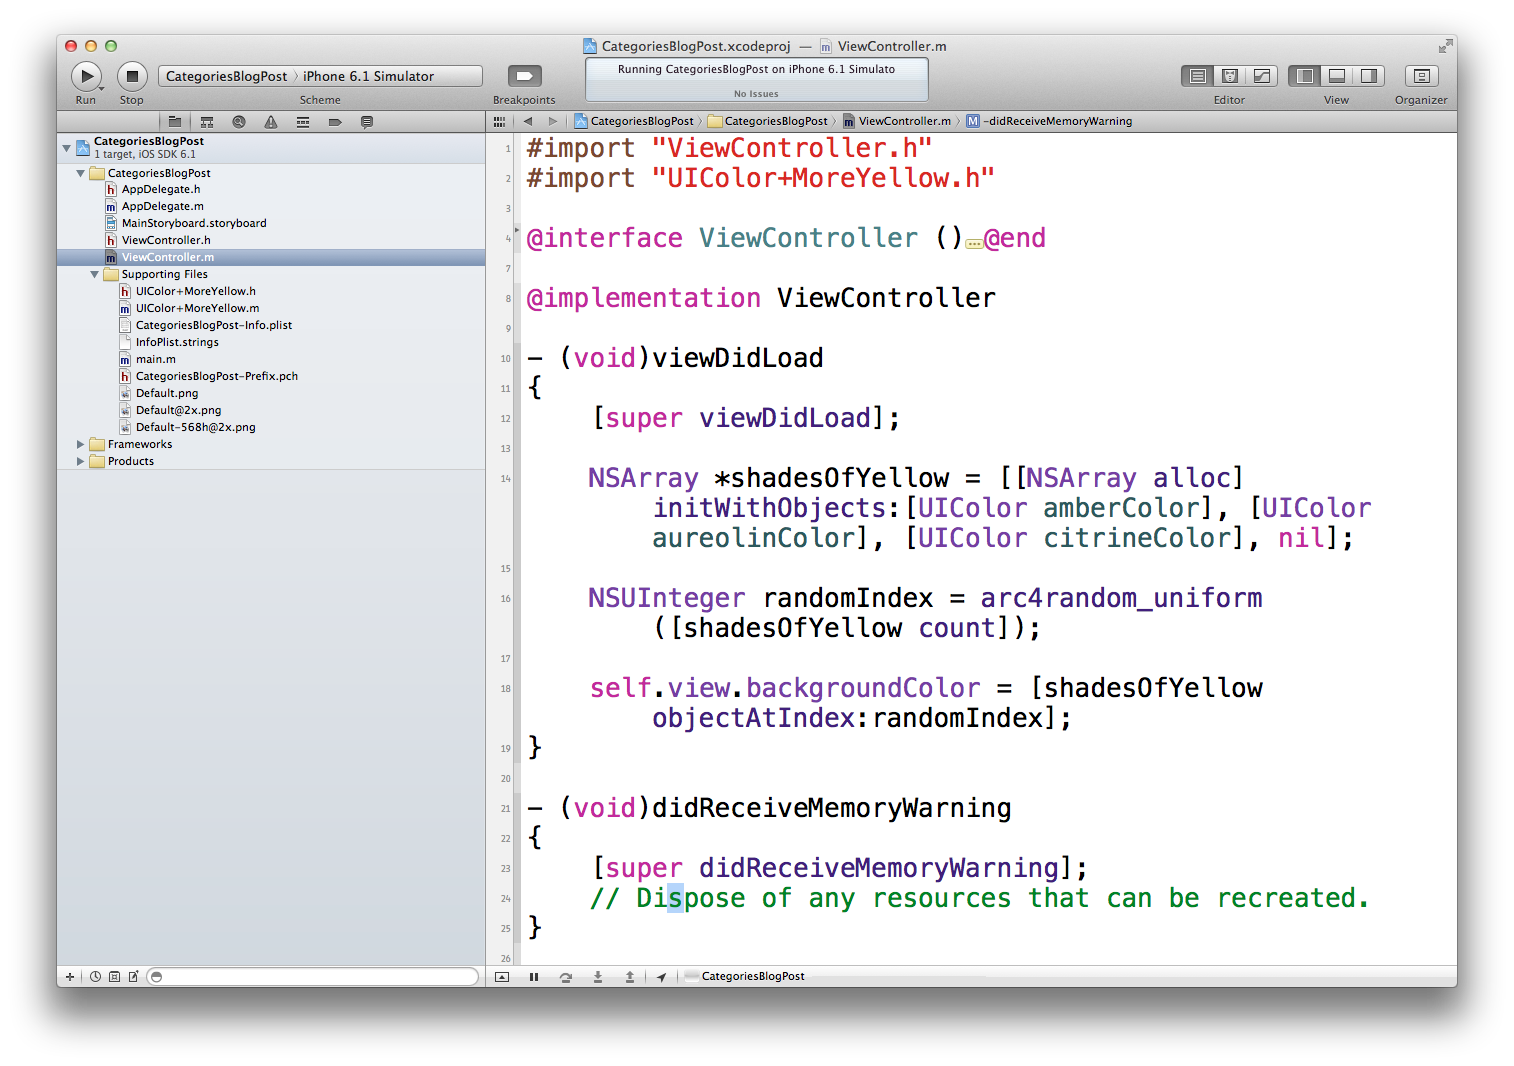 CategoriesBlogPost.xcodeproj — ViewController.m
CategoriesBlogPost 〉 iPhone 6.1 Simulator
Running CategoriesBlogPost on iPhone 6.1 Simulato
No Issues
Run Stop Scheme Breakpoints Editor View Organizer
CategoriesBlogPost 〉 CategoriesBlogPost 〉 ViewController.m 〉 M -didReceiveMemoryWarning
CategoriesBlogPost
1 target, iOS SDK 6.1
CategoriesBlogPost
h AppDelegate.h
m AppDelegate.m
MainStoryboard.storyboard
h ViewController.h
m ViewController.m
Supporting Files
h UIColor+MoreYellow.h
m UIColor+MoreYellow.m
CategoriesBlogPost-Info.plist
InfoPlist.strings
m main.m
h CategoriesBlogPost-Prefix.pch
Default.png
Default@2x.png
Default-568h@2x.png
Frameworks
Products
1 #import "ViewController.h"
2 #import "UIColor+MoreYellow.h"
3
4 @interface ViewController ()…@end
7
8 @implementation ViewController
9
10 - (void)viewDidLoad
11 {
12 [super viewDidLoad];
13
14 NSArray *shadesOfYellow = [[NSArray alloc]
initWithObjects:[UIColor amberColor], [UIColor
aureolinColor], [UIColor citrineColor], nil];
15
16 NSUInteger randomIndex = arc4random_uniform
([shadesOfYellow count]);
17
18 self.view.backgroundColor = [shadesOfYellow
objectAtIndex:randomIndex];
19 }
20
21 - (void)didReceiveMemoryWarning
22 {
23 [super didReceiveMemoryWarning];
24 // Dispose of any resources that can be recreated.
25 }
26
CategoriesBlogPost